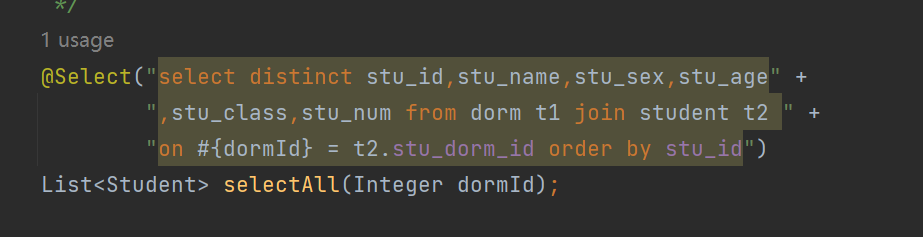 */
1 usage
@Select("select distinct stu_id,stu_name,stu_sex,stu_age" +
",stu_class,stu_num from dorm t1 join student t2 " +
"on #{dormId} = t2.stu_dorm_id order by stu_id")
List<Student> selectAll(Integer dormId);